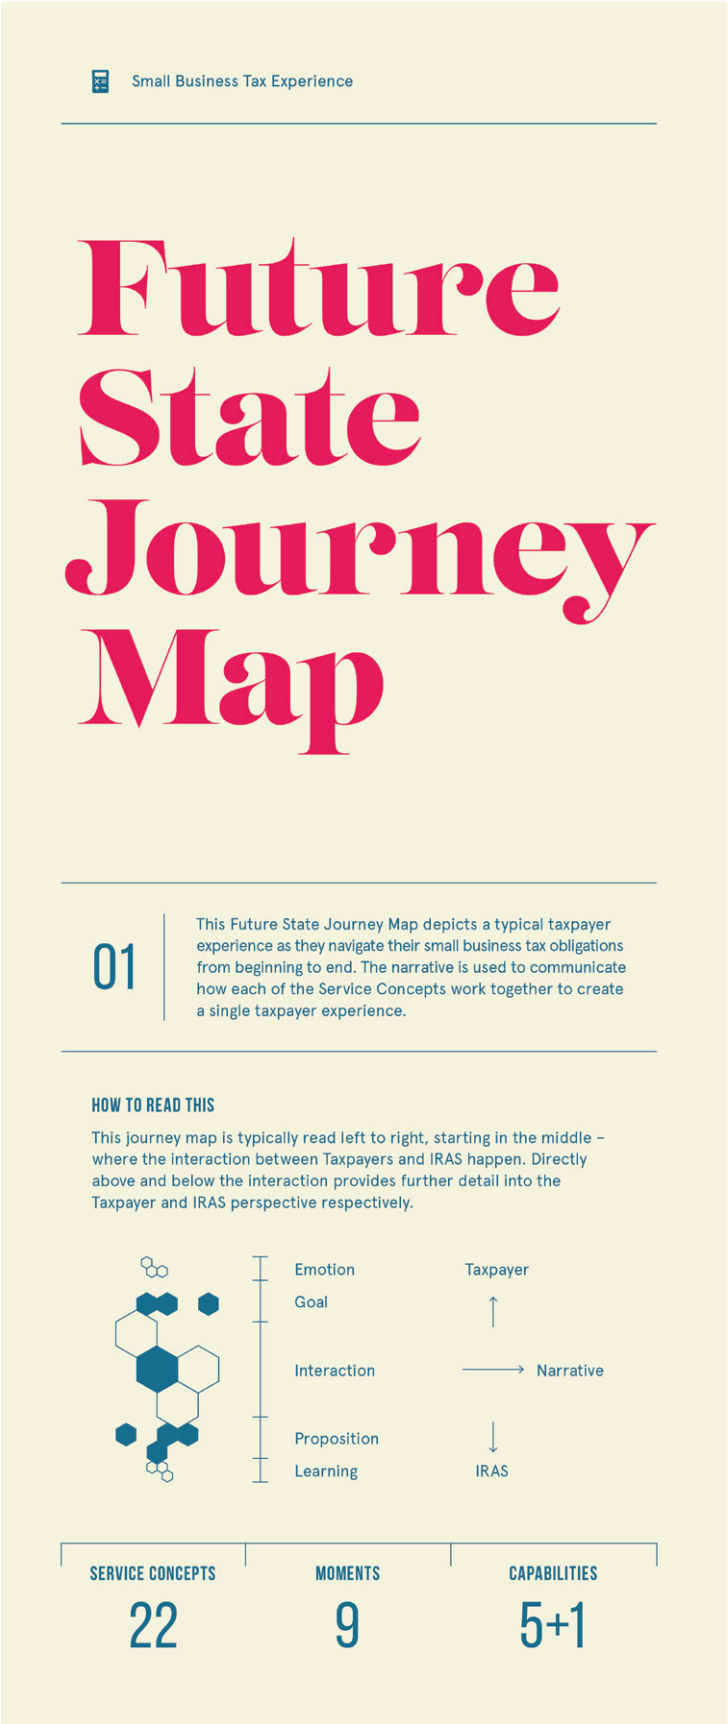 Small Business Tax Experience
Future
State
Journey
Map
01
This Future State Journey Map depicts a typical taxpayer
experience as they navigate their small business tax obligations
from beginning to end. The narrative is used to communicate
how each of the Service Concepts work together to create
a single taxpayer experience.
HOW TO READ THIS
This journey map is typically read left to right, starting in the middle –
where the interaction between Taxpayers and IRAS happen. Directly
above and below the interaction provides further detail into the
Taxpayer and IRAS perspective respectively.
Emotion
Taxpayer
Goal
Interaction
Narrative
Proposition
Learning
IRAS
SERVICE CONCEPTS
22
MOMENTS
9
CAPABILITIES
5+1